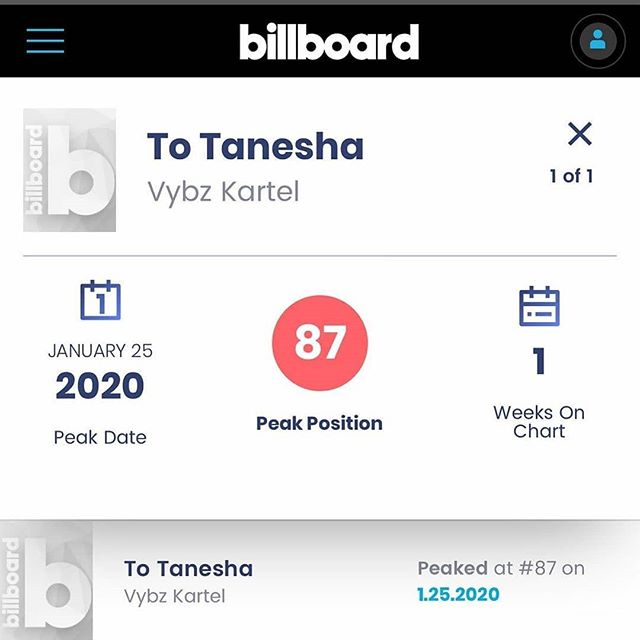 billboard
billboard b
To Tanesha
Vybz Kartel
1 of 1
1
JANUARY 25
2020
Peak Date
87
Peak Position
1
Weeks On
Chart
billboard b
To Tanesha
Vybz Kartel
Peaked at #87 on
1.25.2020